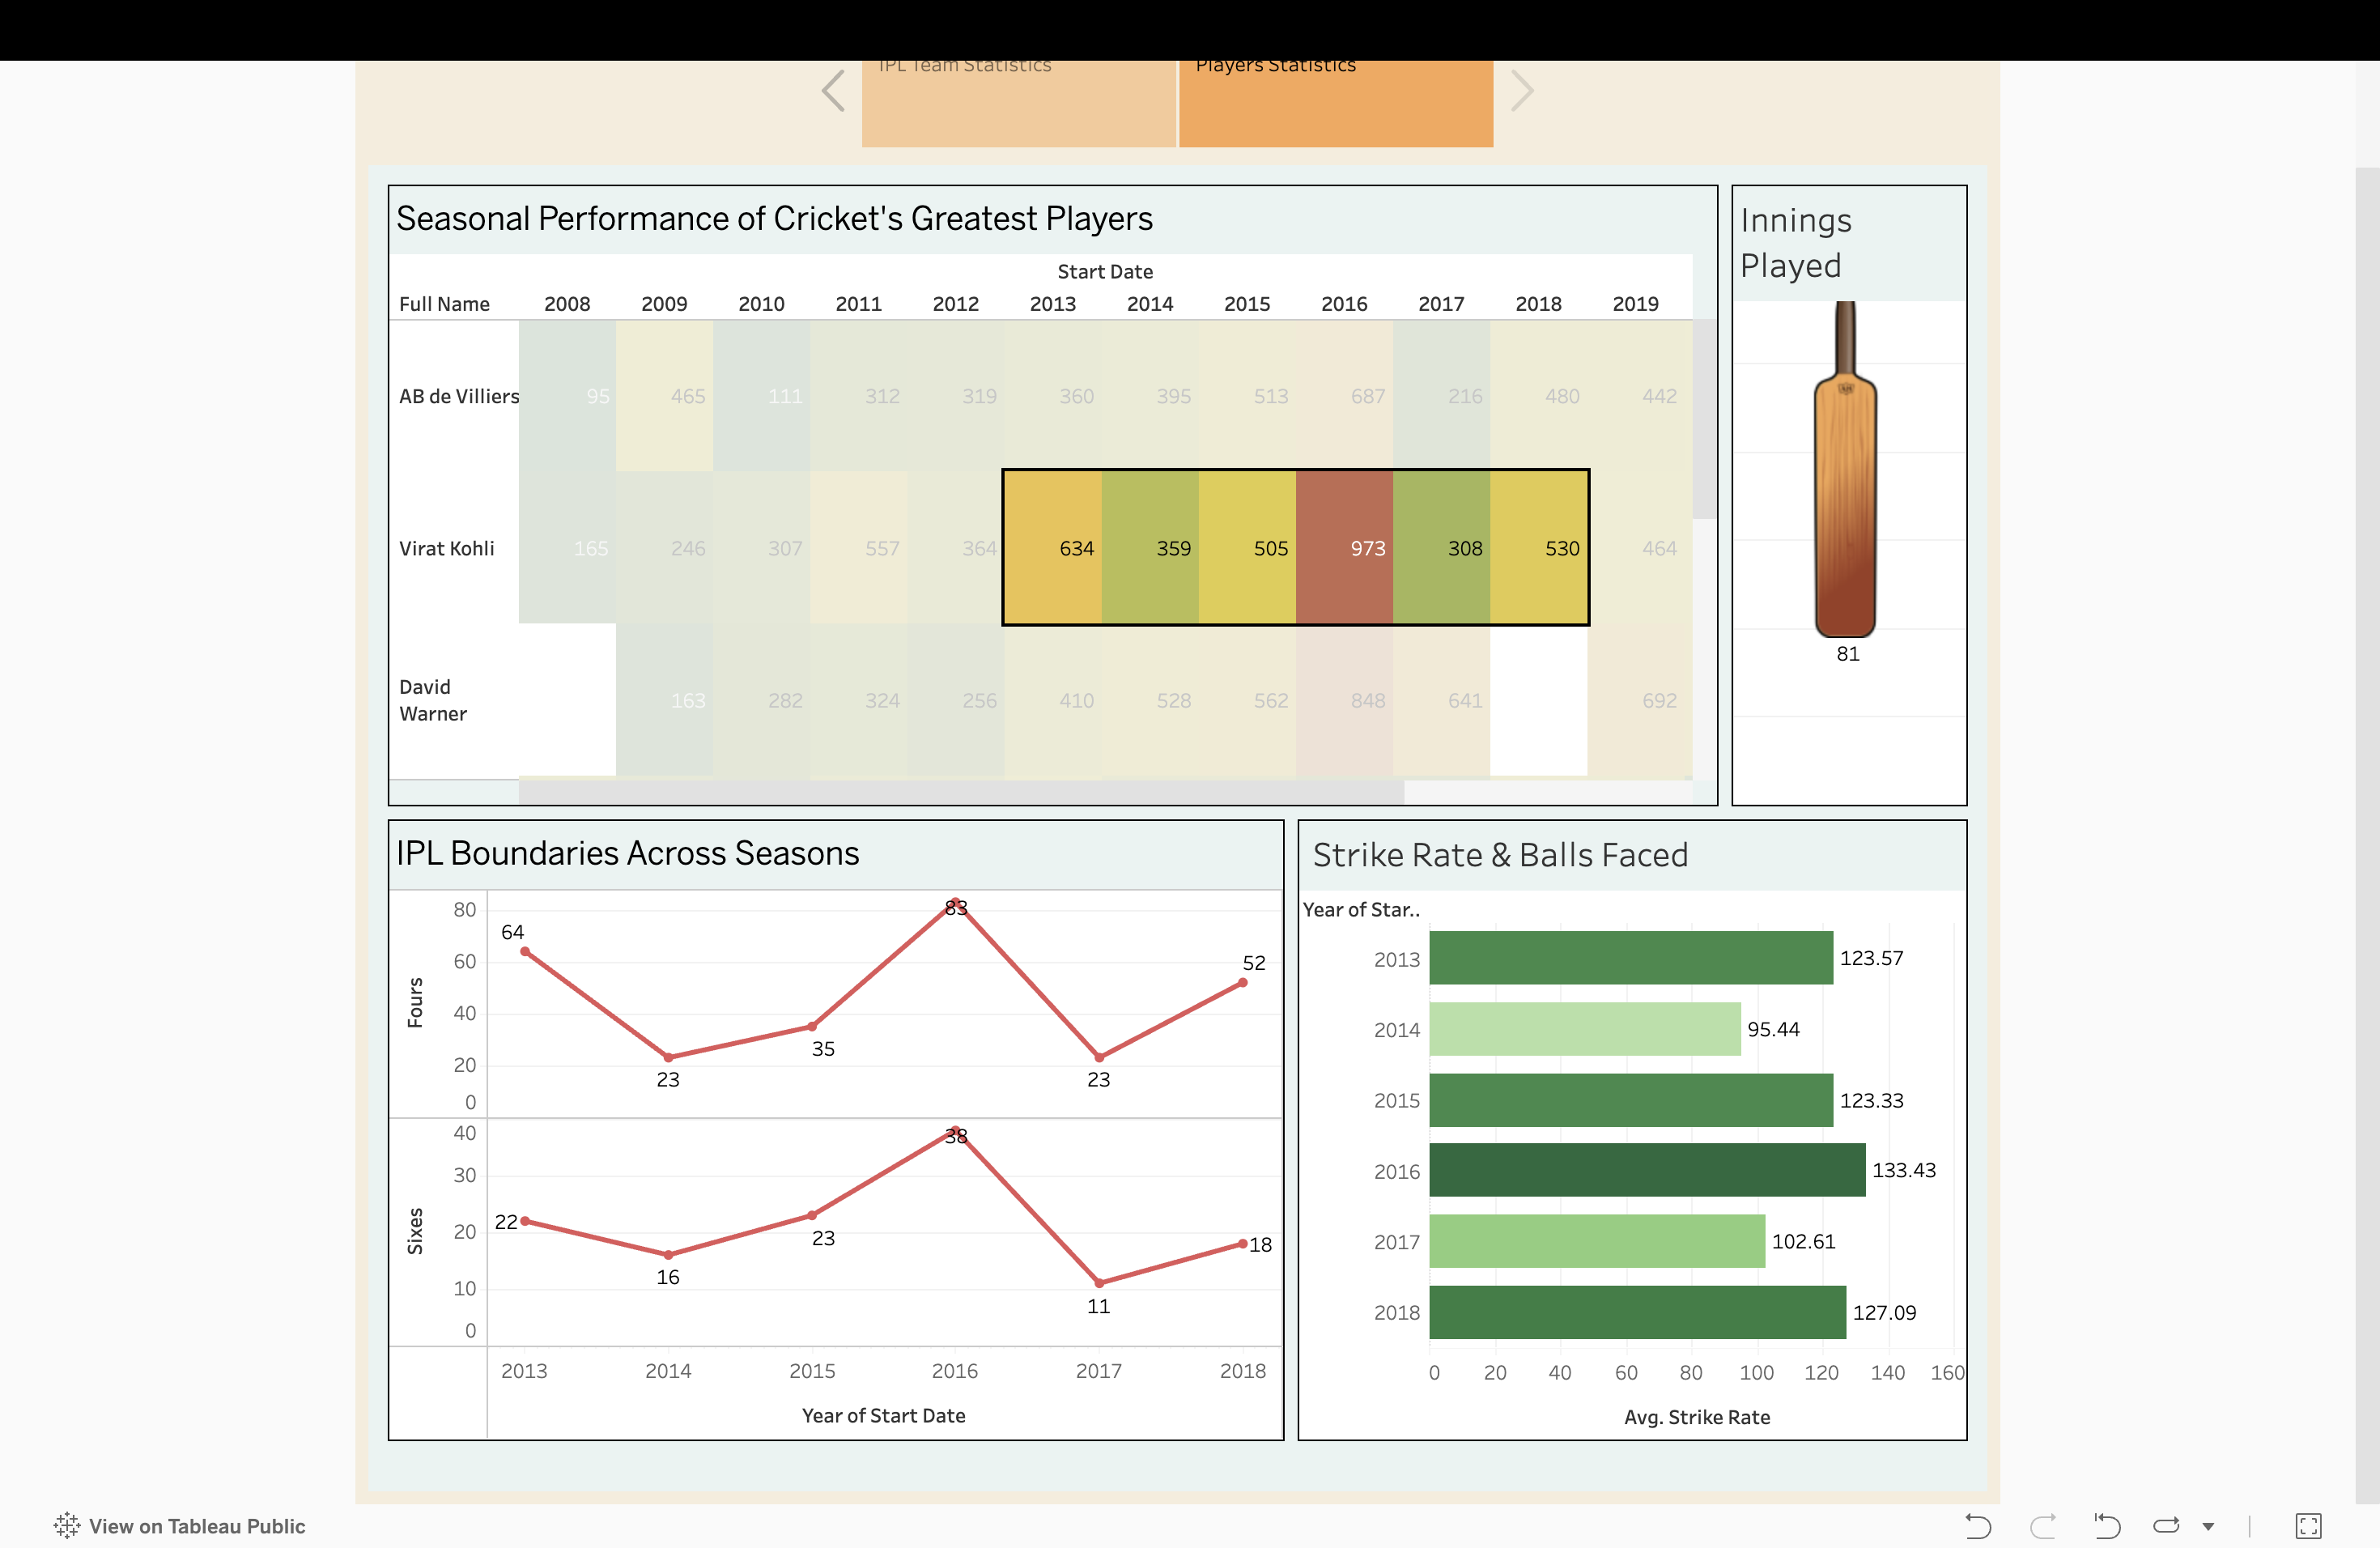 IPL Team Statistics
Players Statistics
Seasonal Performance of Cricket's Greatest Players
Start Date
Full Name 2008 2009 2010 2011 2012 2013 2014 2015 2016 2017 2018 2019
AB de Villiers 95 465 111 312 319 360 395 513 687 216 480 442
Virat Kohli 165 246 307 557 364 634 359 505 973 308 530 464
David
Warner
163 282 324 256 410 528 562 848 641 692
Innings
Played
81
IPL Boundaries Across Seasons
Fours
80
60
40
20
0
64
23
35
83
23
52
Sixes
40
30
20
10
0
22
16
23
38
11
18
2013 2014 2015 2016 2017 2018
Year of Start Date
Strike Rate & Balls Faced
Year of Star..
2013 123.57
2014 95.44
2015 123.33
2016 133.43
2017 102.61
2018 127.09
0 20 40 60 80 100 120 140 160
Avg. Strike Rate
View on Tableau Public